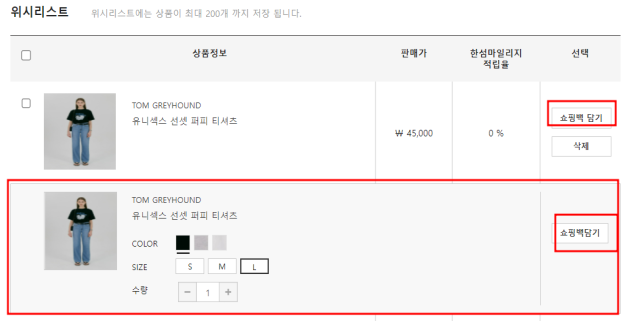 위시리스트 위시리스트에는 상품이 최대 200개 까지 저장 됩니다.
상품정보 판매가 한섬마일리지 선택
적립율
TOM GREYHOUND
유니섹스 선셋 퍼피 티셔츠
₩ 45,000 0 %
쇼핑백 담기
삭제
TOM GREYHOUND
유니섹스 선셋 퍼피 티셔츠
쇼핑백담기
COLOR
SIZE S M L
수량 − 1 +